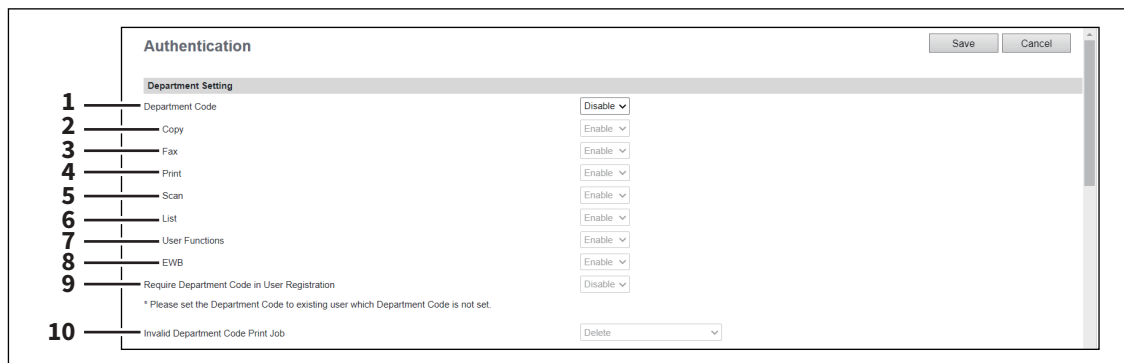 Authentication
Save Cancel
Department Setting
1 Department Code Disable
2 Copy Enable
3 Fax Enable
4 Print Enable
5 Scan Enable
6 List Enable
7 User Functions Enable
8 EWB Enable
9 Require Department Code in User Registration Disable
* Please set the Department Code to existing user which Department Code is not set.
10 Invalid Department Code Print Job Delete